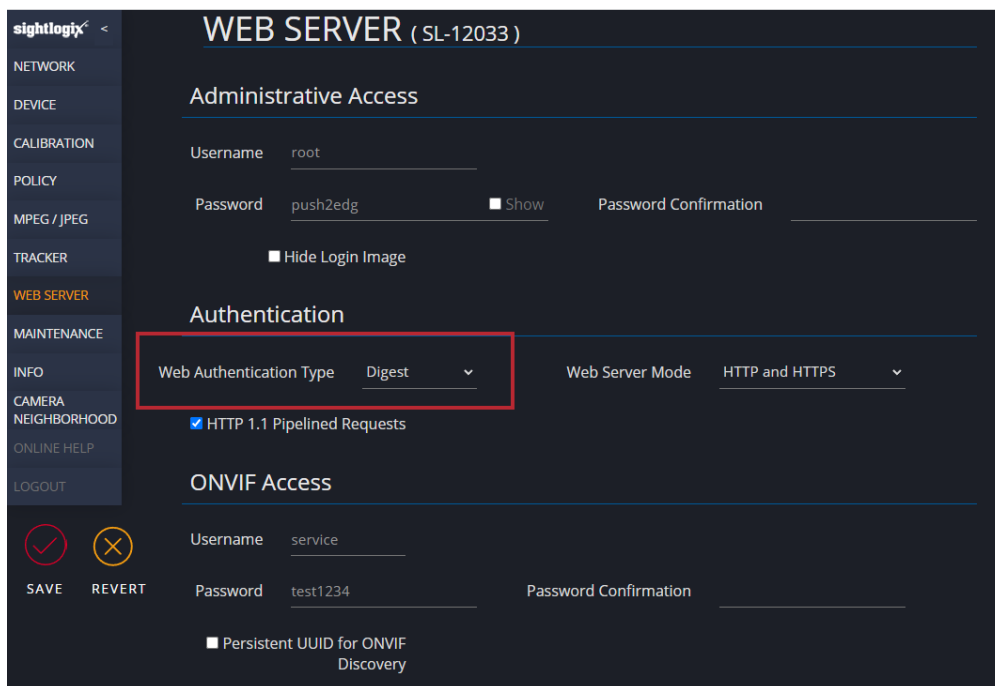 sightlogix <
NETWORK
DEVICE
CALIBRATION
POLICY
MPEG / JPEG
TRACKER
WEB SERVER
MAINTENANCE
INFO
CAMERA
NEIGHBORHOOD
ONLINE HELP
LOGOUT
SAVE REVERT
WEB SERVER ( SL-12033 )
Administrative Access
Username root
Password push2edg Show Password Confirmation
Hide Login Image
Authentication
Web Authentication Type Digest Web Server Mode HTTP and HTTPS
HTTP 1.1 Pipelined Requests
ONVIF Access
Username service
Password test1234 Password Confirmation
Persistent UUID for ONVIF
Discovery